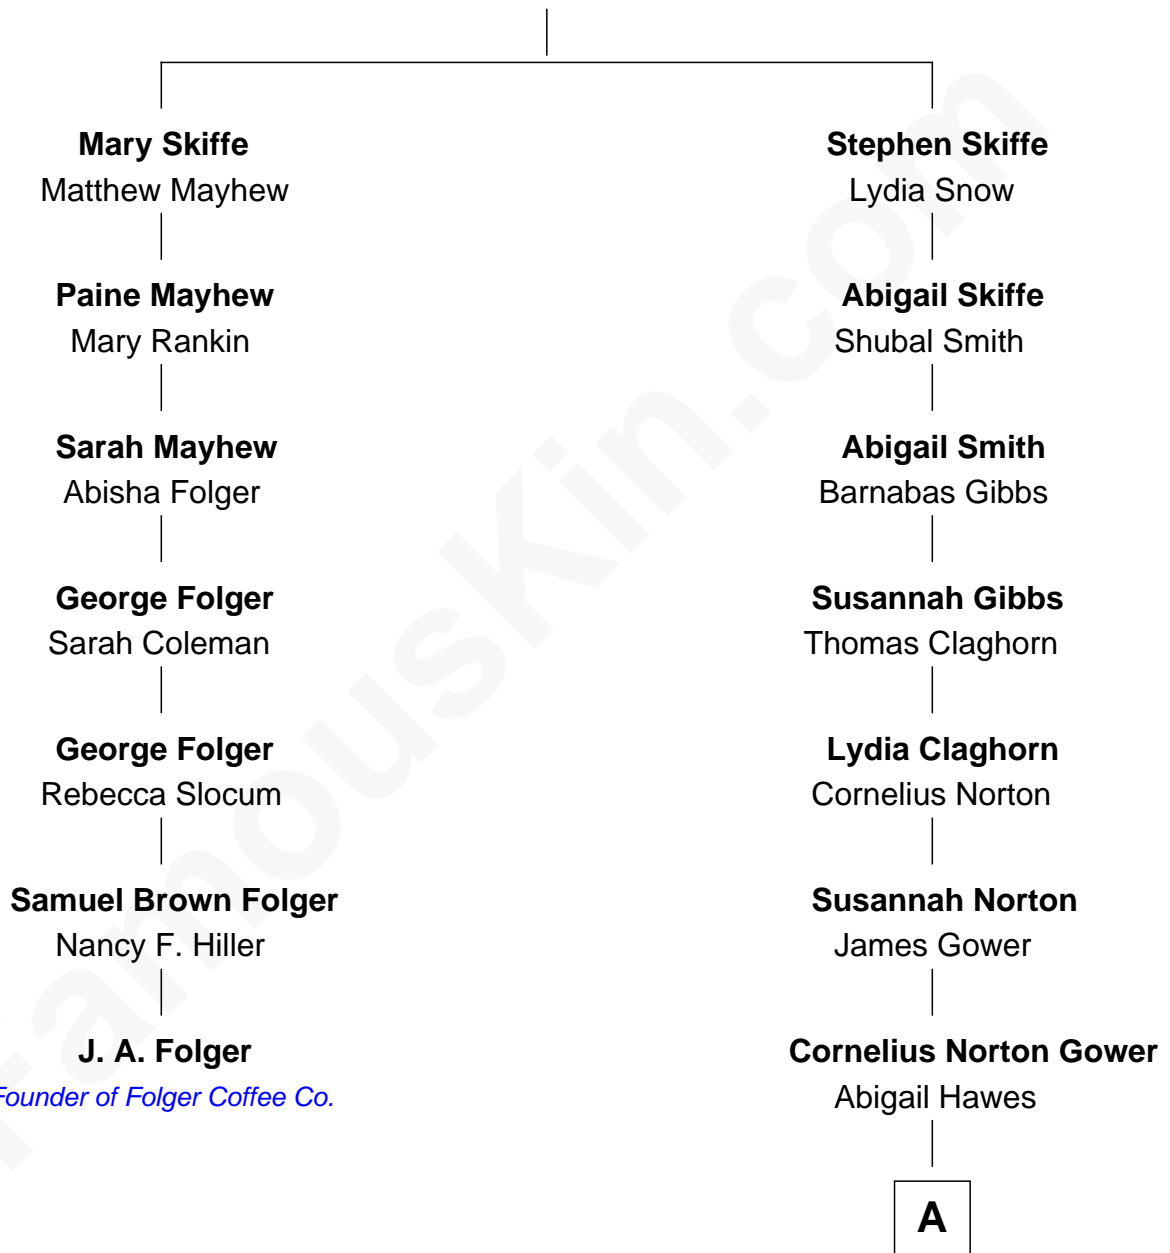 Mary Skiffe
Matthew Mayhew
Paine Mayhew
Mary Rankin
Sarah Mayhew
Abisha Folger
George Folger
Sarah Coleman
George Folger
Rebecca Slocum
Samuel Brown Folger
Nancy F. Hiller
J. A. Folger
Founder of Folger Coffee Co.
Stephen Skiffe
Lydia Snow
Abigail Skiffe
Shubal Smith
Abigail Smith
Barnabas Gibbs
Susannah Gibbs
Thomas Claghorn
Lydia Claghorn
Cornelius Norton
Susannah Norton
James Gower
Cornelius Norton Gower
Abigail Hawes
A
FamousKin.com